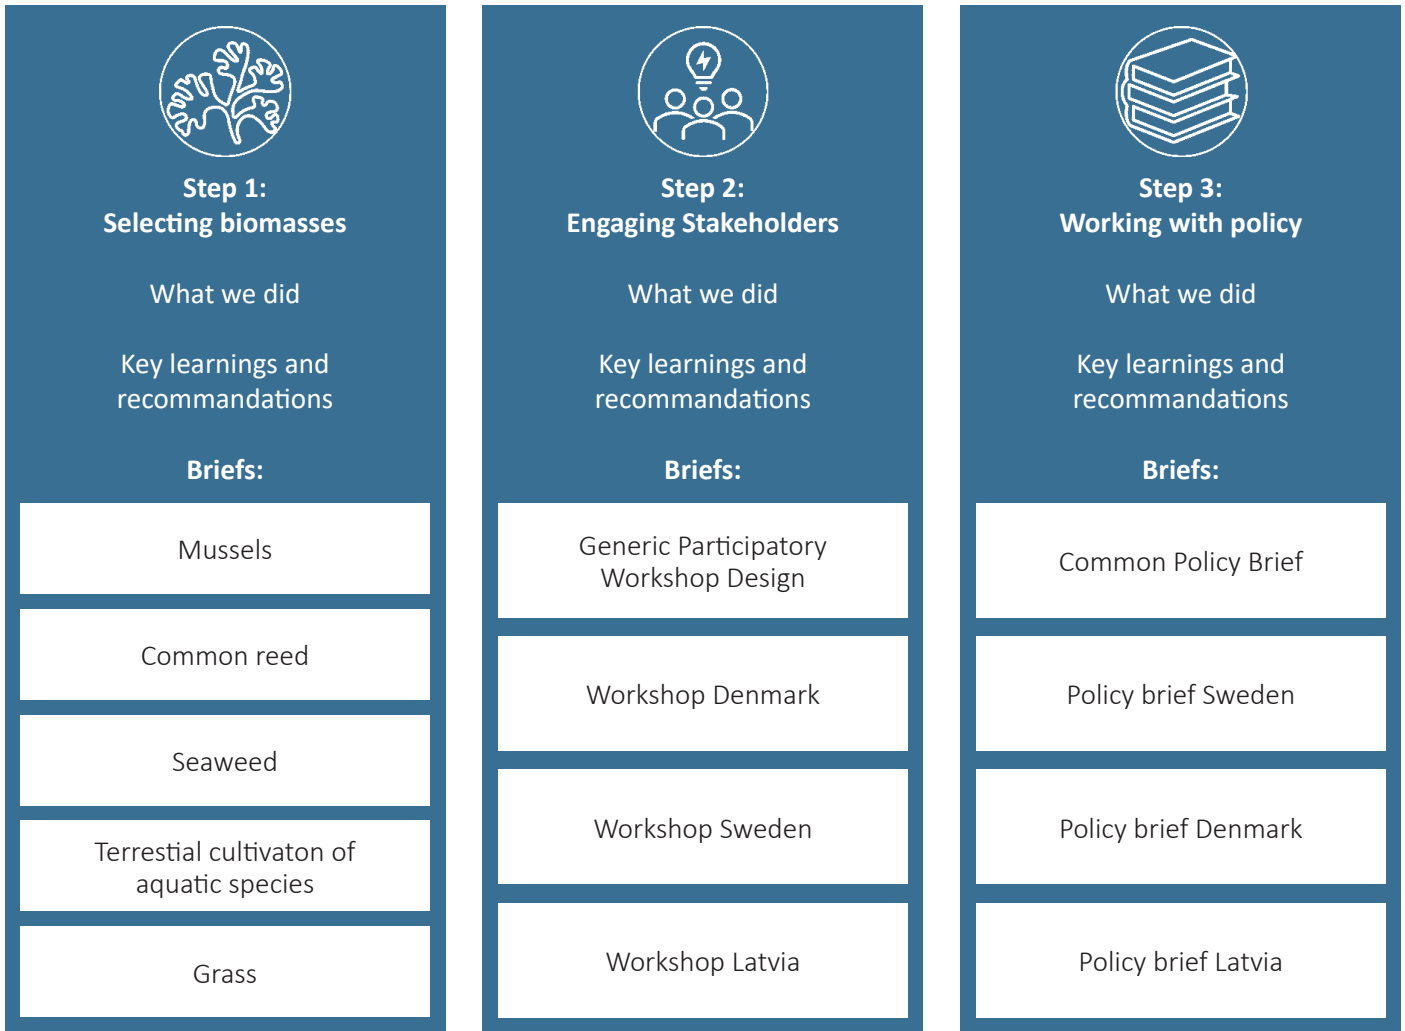 Step 1:
Selecting biomasses
What we did
Key learnings and
recommandations
Briefs:
Mussels
Common reed
Seaweed
Terrestial cultivaton of
aquatic species
Grass
Step 2:
Engaging Stakeholders
What we did
Key learnings and
recommandations
Briefs:
Generic Participatory
Workshop Design
Workshop Denmark
Workshop Sweden
Workshop Latvia
Step 3:
Working with policy
What we did
Key learnings and
recommandations
Briefs:
Common Policy Brief
Policy brief Sweden
Policy brief Denmark
Policy brief Latvia